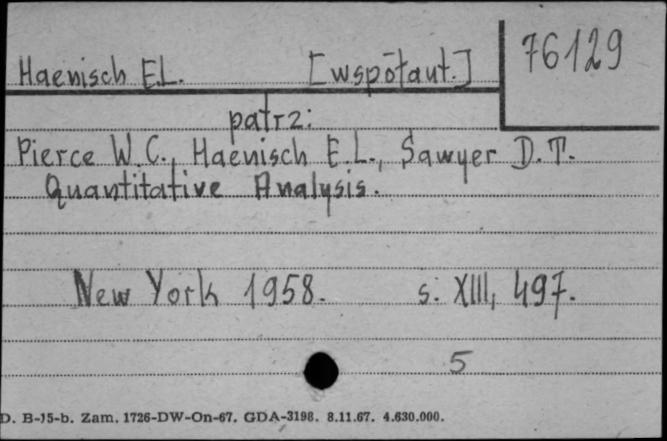 76129
Haenisch E.L. [współaut.]
patrz:
Pierce W.C., Haenisch E.L., Sawyer D.T.
Quantitative Analysis.
New York 1958. s. XIII, 497.
5
D. B-15-b. Zam. 1726-DW-On-67. GDA-3198. 8.11.67. 4.630.000.